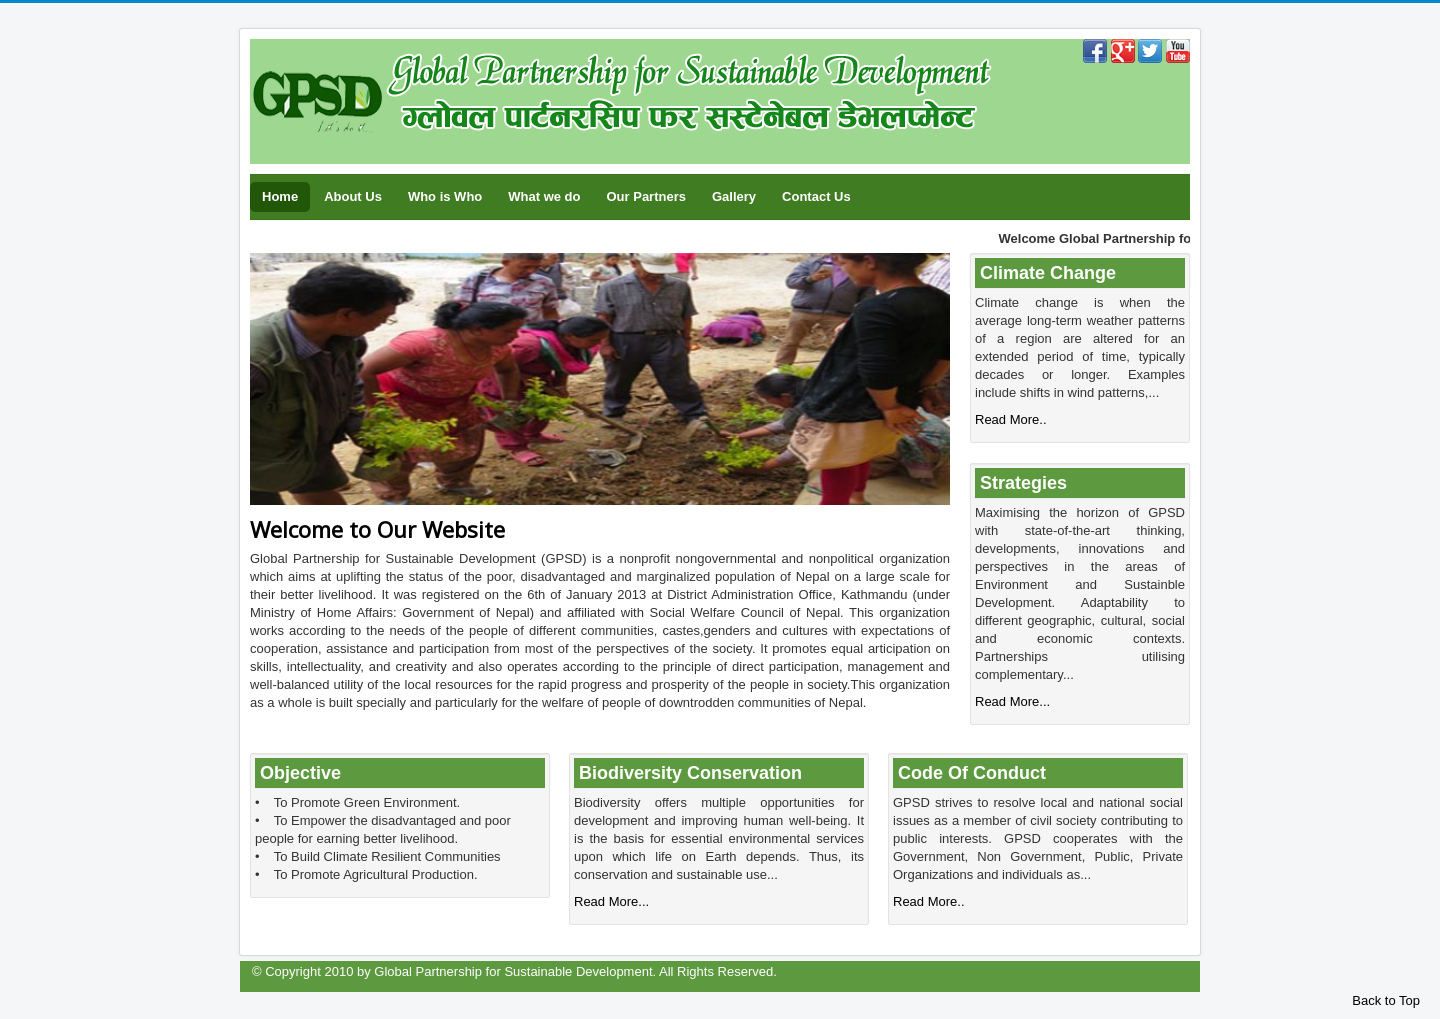 GPSD
Let's do it...
Global Partnership for Sustainable Development
ग्लोवल पार्टनरसिप फर सस्टेनेबल डेभलप्मेन्ट
You
Tube
Home About Us Who is Who What we do Our Partners Gallery Contact Us
Welcome Global Partnership fo
Welcome to Our Website
Global Partnership for Sustainable Development (GPSD) is a nonprofit nongovernmental and nonpolitical organization
which aims at uplifting the status of the poor, disadvantaged and marginalized population of Nepal on a large scale for
their better livelihood. It was registered on the 6th of January 2013 at District Administration Office, Kathmandu (under
Ministry of Home Affairs: Government of Nepal) and affiliated with Social Welfare Council of Nepal. This organization
works according to the needs of the people of different communities, castes,genders and cultures with expectations of
cooperation, assistance and participation from most of the perspectives of the society. It promotes equal articipation on
skills, intellectuality, and creativity and also operates according to the principle of direct participation, management and
well-balanced utility of the local resources for the rapid progress and prosperity of the people in society.This organization
as a whole is built specially and particularly for the welfare of people of downtrodden communities of Nepal.
Climate Change
Climate change is when the
average long-term weather patterns
of a region are altered for an
extended period of time, typically
decades or longer. Examples
include shifts in wind patterns,...
Read More..
Strategies
Maximising the horizon of GPSD
with state-of-the-art thinking,
developments, innovations and
perspectives in the areas of
Environment and Sustainble
Development. Adaptability to
different geographic, cultural, social
and economic contexts.
Partnerships utilising
complementary...
Read More...
Objective
• To Promote Green Environment.
• To Empower the disadvantaged and poor
people for earning better livelihood.
• To Build Climate Resilient Communities
• To Promote Agricultural Production.
Biodiversity Conservation
Biodiversity offers multiple opportunities for
development and improving human well-being. It
is the basis for essential environmental services
upon which life on Earth depends. Thus, its
conservation and sustainable use...
Read More...
Code Of Conduct
GPSD strives to resolve local and national social
issues as a member of civil society contributing to
public interests. GPSD cooperates with the
Government, Non Government, Public, Private
Organizations and individuals as...
Read More..
© Copyright 2010 by Global Partnership for Sustainable Development. All Rights Reserved.
Back to Top